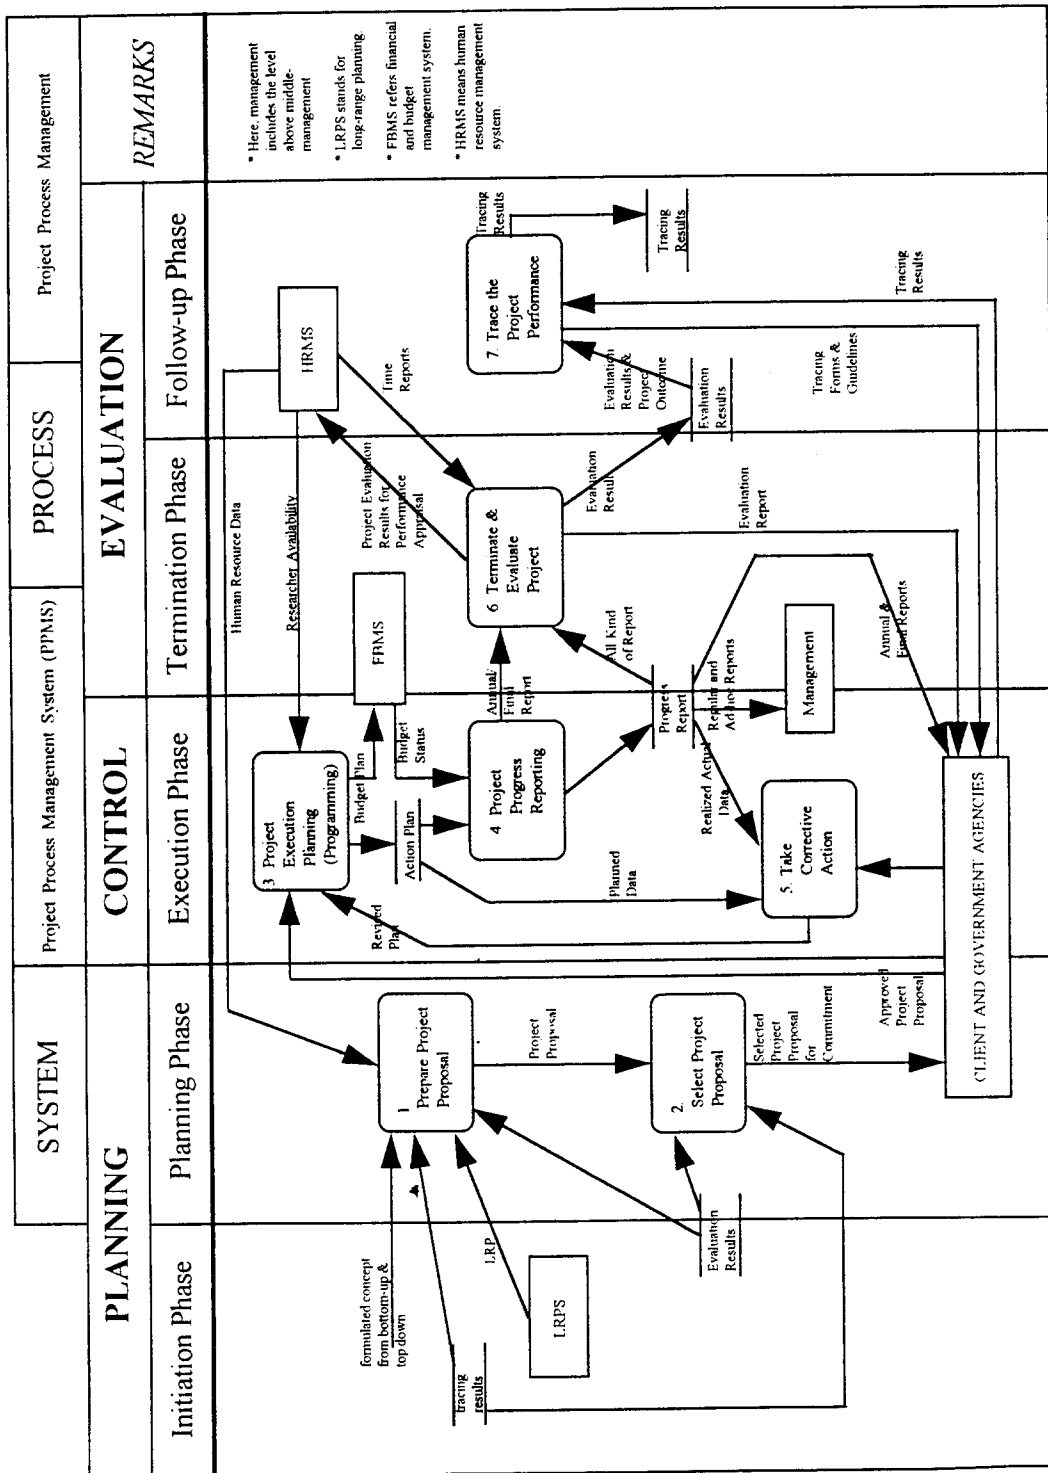 SYSTEM
Project Process Management System (PPMS)
PROCESS
Project Process Management
PLANNING
CONTROL
EVALUATION
REMARKS
Initiation Phase
Planning Phase
Execution Phase
Termination Phase
Follow-up Phase
Human Resource Data
Researcher Availability
HRMS
Time
Reports
Project Evaluation
Results for
Performance
Appraisal
FBMS
3 Project
Execution
Planning
(Programming)
Budget Plan
Budget
Status
Action Plan
Reviced
Plan
formulated concept
from bottom-up &
top down
tracing
results
LRP
LRPS
1
Prepare Project
Proposal
Project
Proposal
Evaluation
Results
2.
Select Project
Proposal
Selected
Project
Proposal
for
Commitment
Approved
Project
Proposal
4 Project
Progress
Reporting
Annual/
Final
Report
Planned
Data
5. Take
Corrective
Action
Realized Actual
Data
Progress
Report
Regular and
Ad-hoc Reports
Management
All Kind
of Report
6 Terminate &
Evaluate
Project
Evaluation
Results
Evaluation
Report
Annual &
Final Reports
Evaluation
Results &
Project
Outcome
Evaluation
Results
7. Trace the
Project
Performance
Tracing
Results
Tracing
Results
Tracing
Forms &
Guidelines
Tracing
Results
CLIENT AND GOVERNMENT AGENCIES
* Here, management
includes the level
above middle-
management
* LRPS stands for
long-range planning.
* FBMS refers financial
and budget
management system.
* HRMS means human
resource management
system.